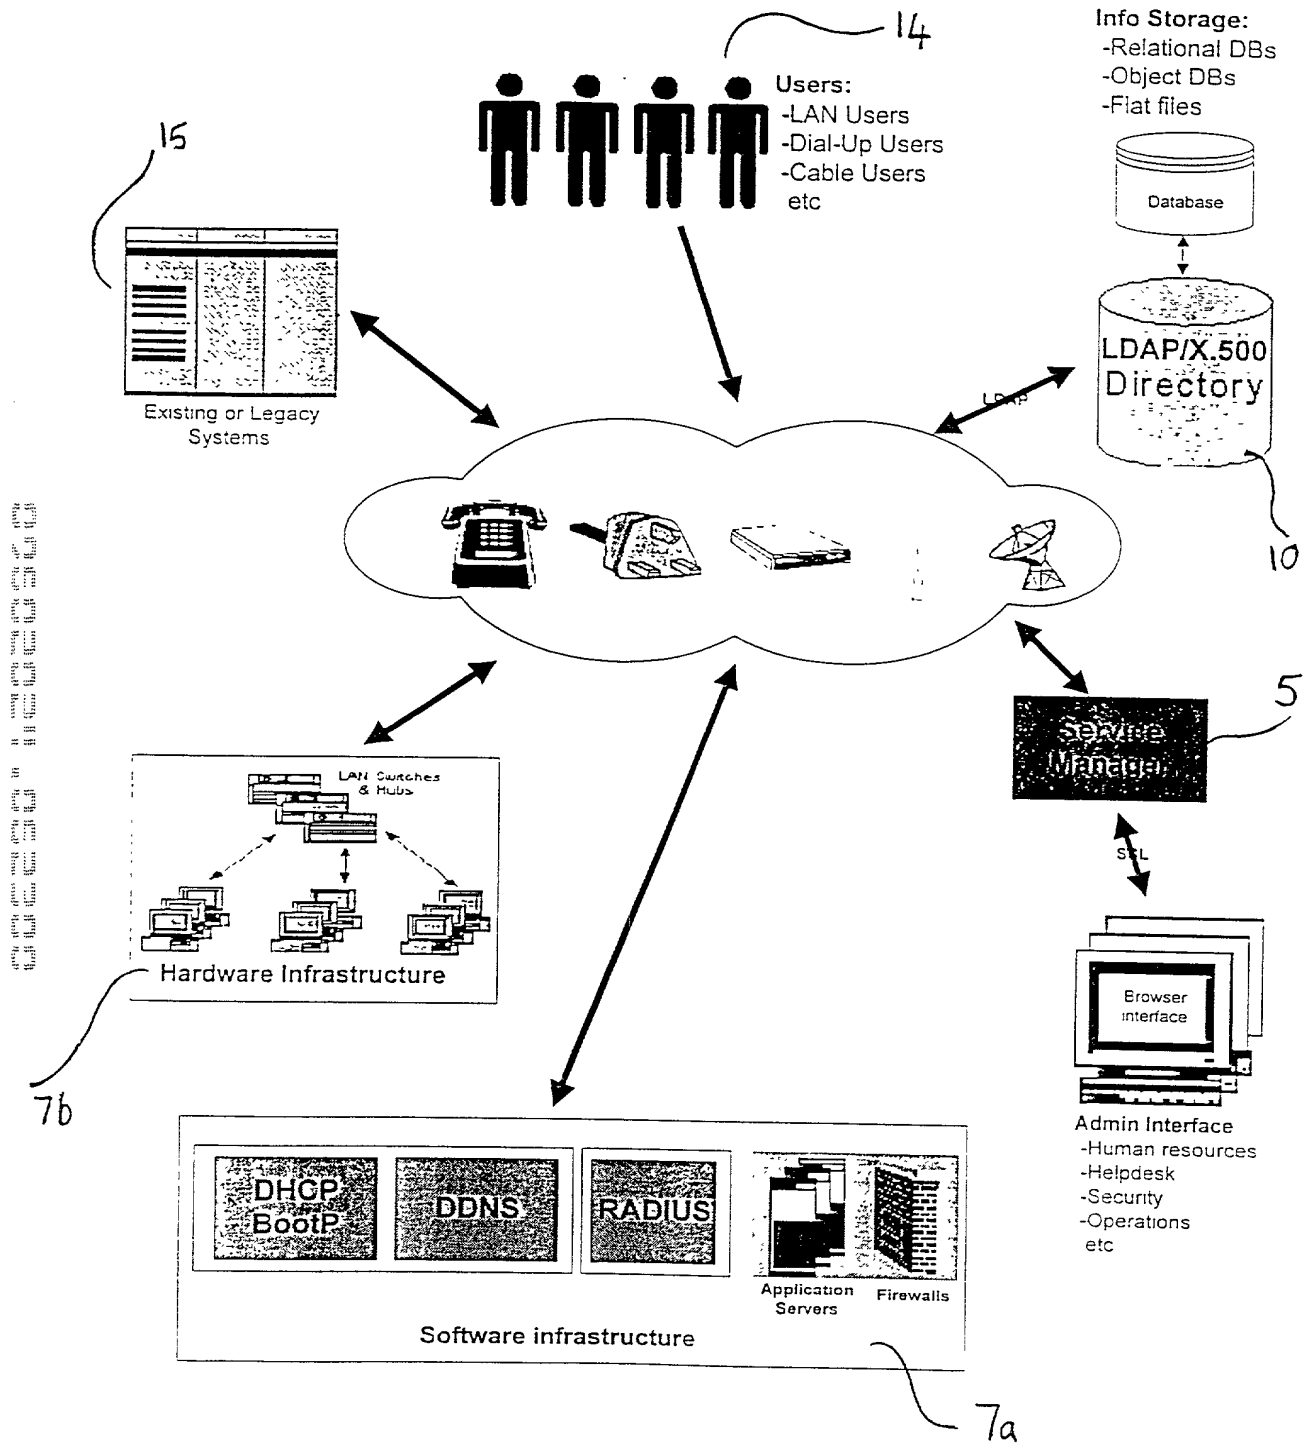 14
Users:
-LAN Users
-Dial-Up Users
-Cable Users
etc
Info Storage:
-Relational DBs
-Object DBs
-Flat files
Database
LDAP/X.500
Directory
10
LDAP
15
Existing or Legacy
Systems
5
Service
Manager
SSL
Browser
interface
Admin Interface
-Human resources
-Helpdesk
-Security
-Operations
etc
LAN Switches
& Hubs
Hardware Infrastructure
7b
DHCP
BootP
DDNS
RADIUS
Application
Servers
Firewalls
Software infrastructure
7a